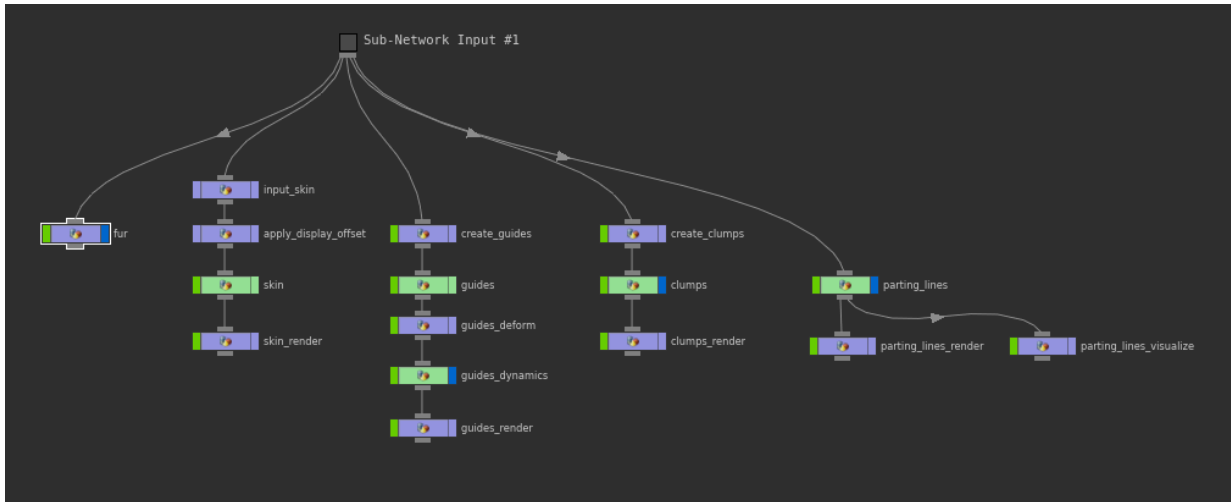 Sub-Network Input #1
input_skin
fur
apply_display_offset
create_guides
create_clumps
skin
guides
clumps
parting_lines
guides_deform
skin_render
clumps_render
parting_lines_render
parting_lines_visualize
guides_dynamics
guides_render